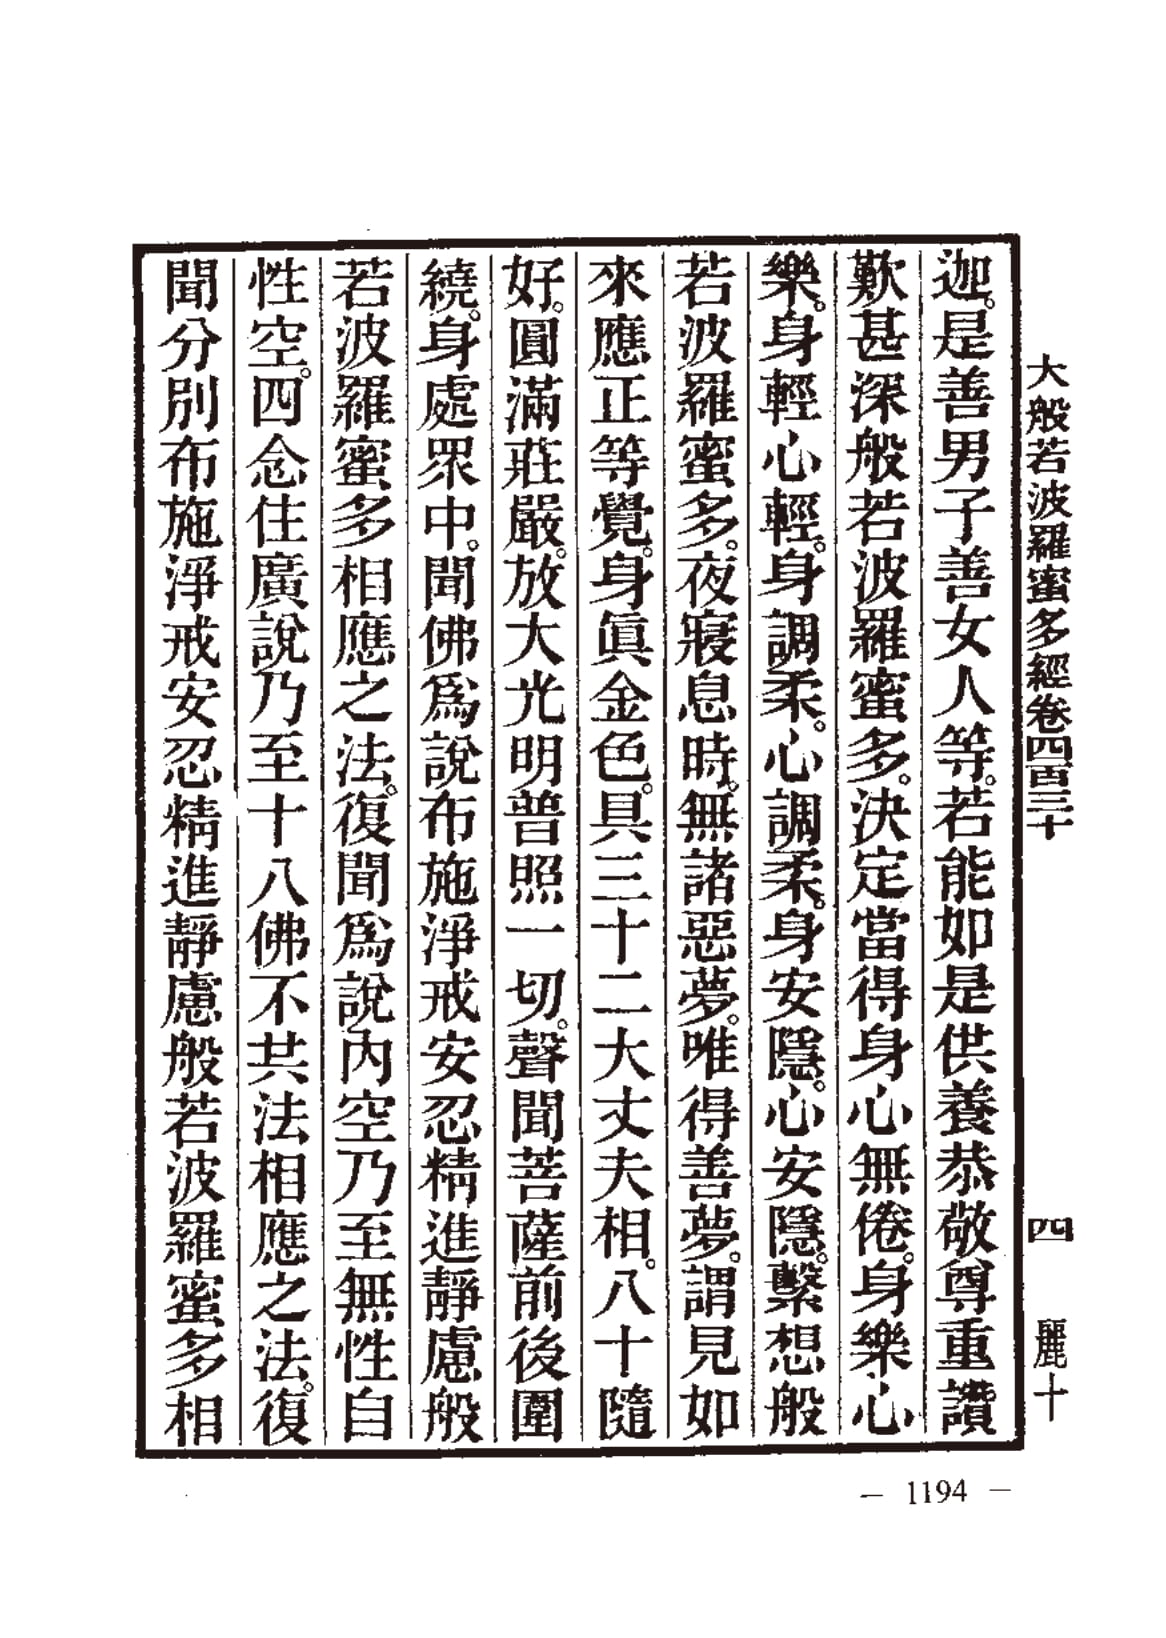 大般若波羅蜜多經卷四百三十　四　麗十
迦。是善男子善女人等。若能如是供養恭敬尊重讚
歎甚深般若波羅蜜多。決定當得身心無倦。身樂心
樂。身輕心輕。身調柔。心調柔。身安隱。心安隱。繫想般
若波羅蜜多。夜寢息時。無諸惡夢。唯得善夢。謂見如
來應正等覺。身眞金色。具三十二大丈夫相。八十隨
好。圓滿莊嚴。放大光明普照一切。聲聞菩薩前後圍
繞。身處眾中。聞佛爲說布施淨戒安忍精進靜慮般
若波羅蜜多相應之法。復聞爲說內空乃至無性自
性空。四念住廣說乃至十八佛不共法相應之法。復
聞分別布施淨戒安忍精進靜慮般若波羅蜜多相
— 1194 —